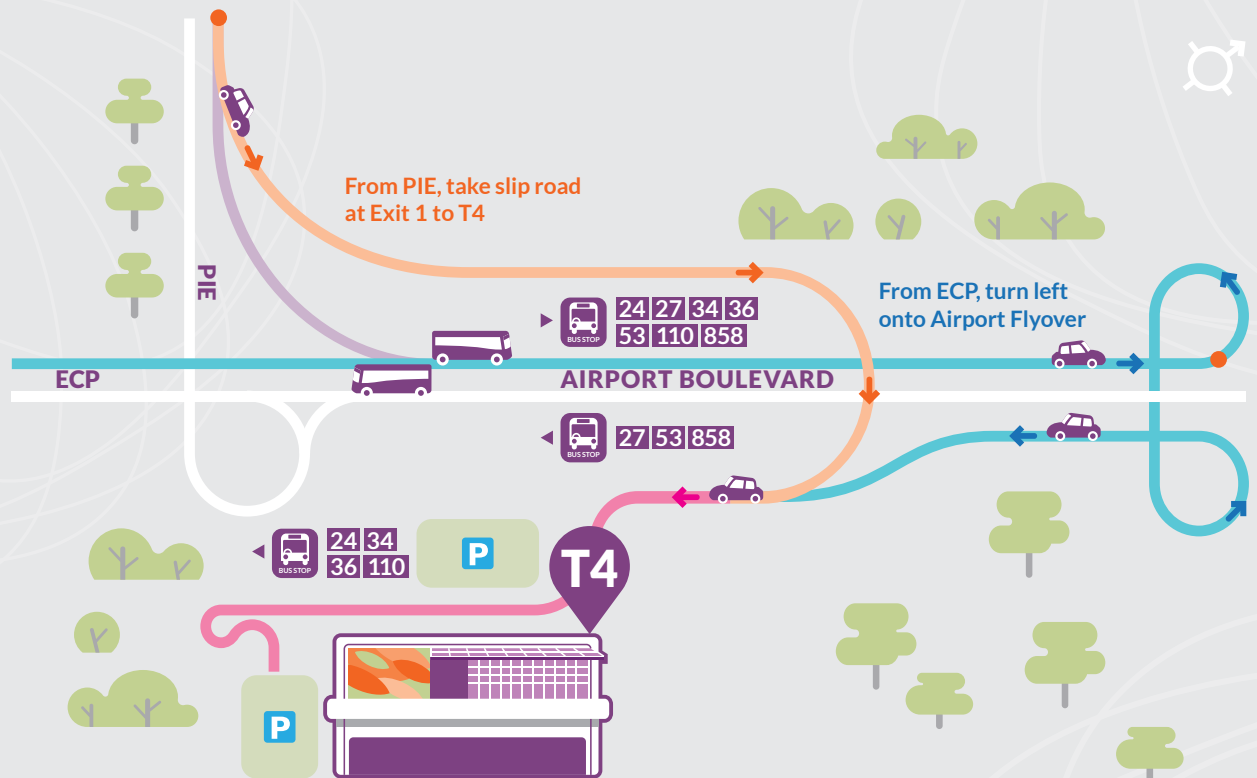 From PIE, take slip road
at Exit 1 to T4
PIE
BUS STOP
24 27 34 36
53 110 858
From ECP, turn left
onto Airport Flyover
ECP
AIRPORT BOULEVARD
BUS STOP
27 53 858
BUS STOP
24 34
36 110
P
T4
P